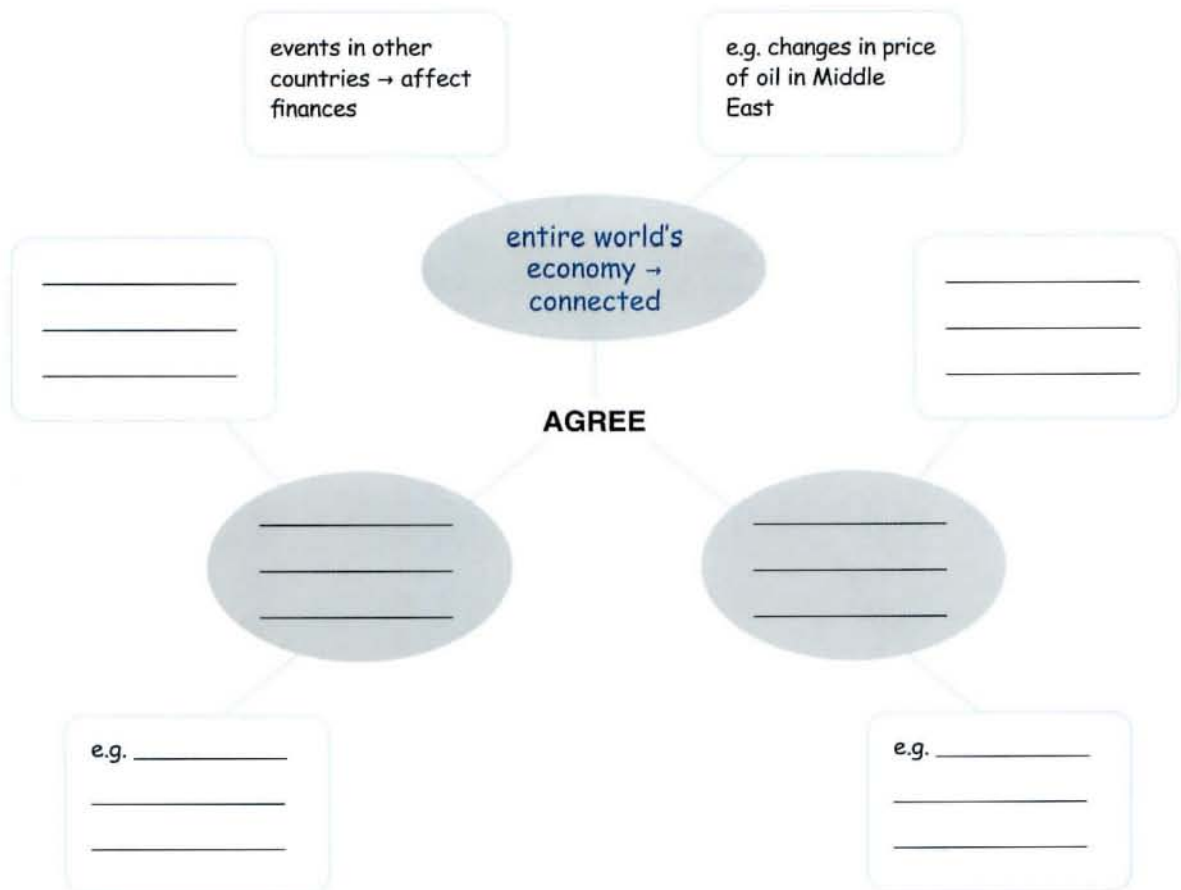 events in other
countries → affect
finances
e.g. changes in price
of oil in Middle
East
entire world's
economy →
connected
AGREE
e.g.
e.g.